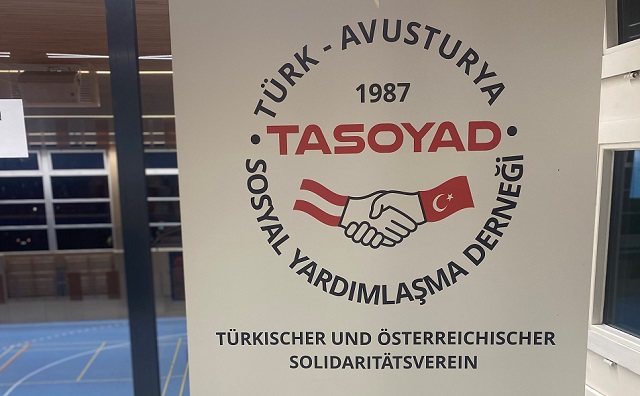 TÜRK - AVUSTURYA
1987
TASOYAD
SOSYAL YARDIMLAŞMA DERNEĞİ
TÜRKISCHER UND ÖSTERREICHISCHER
SOLIDARITÄTSVEREIN